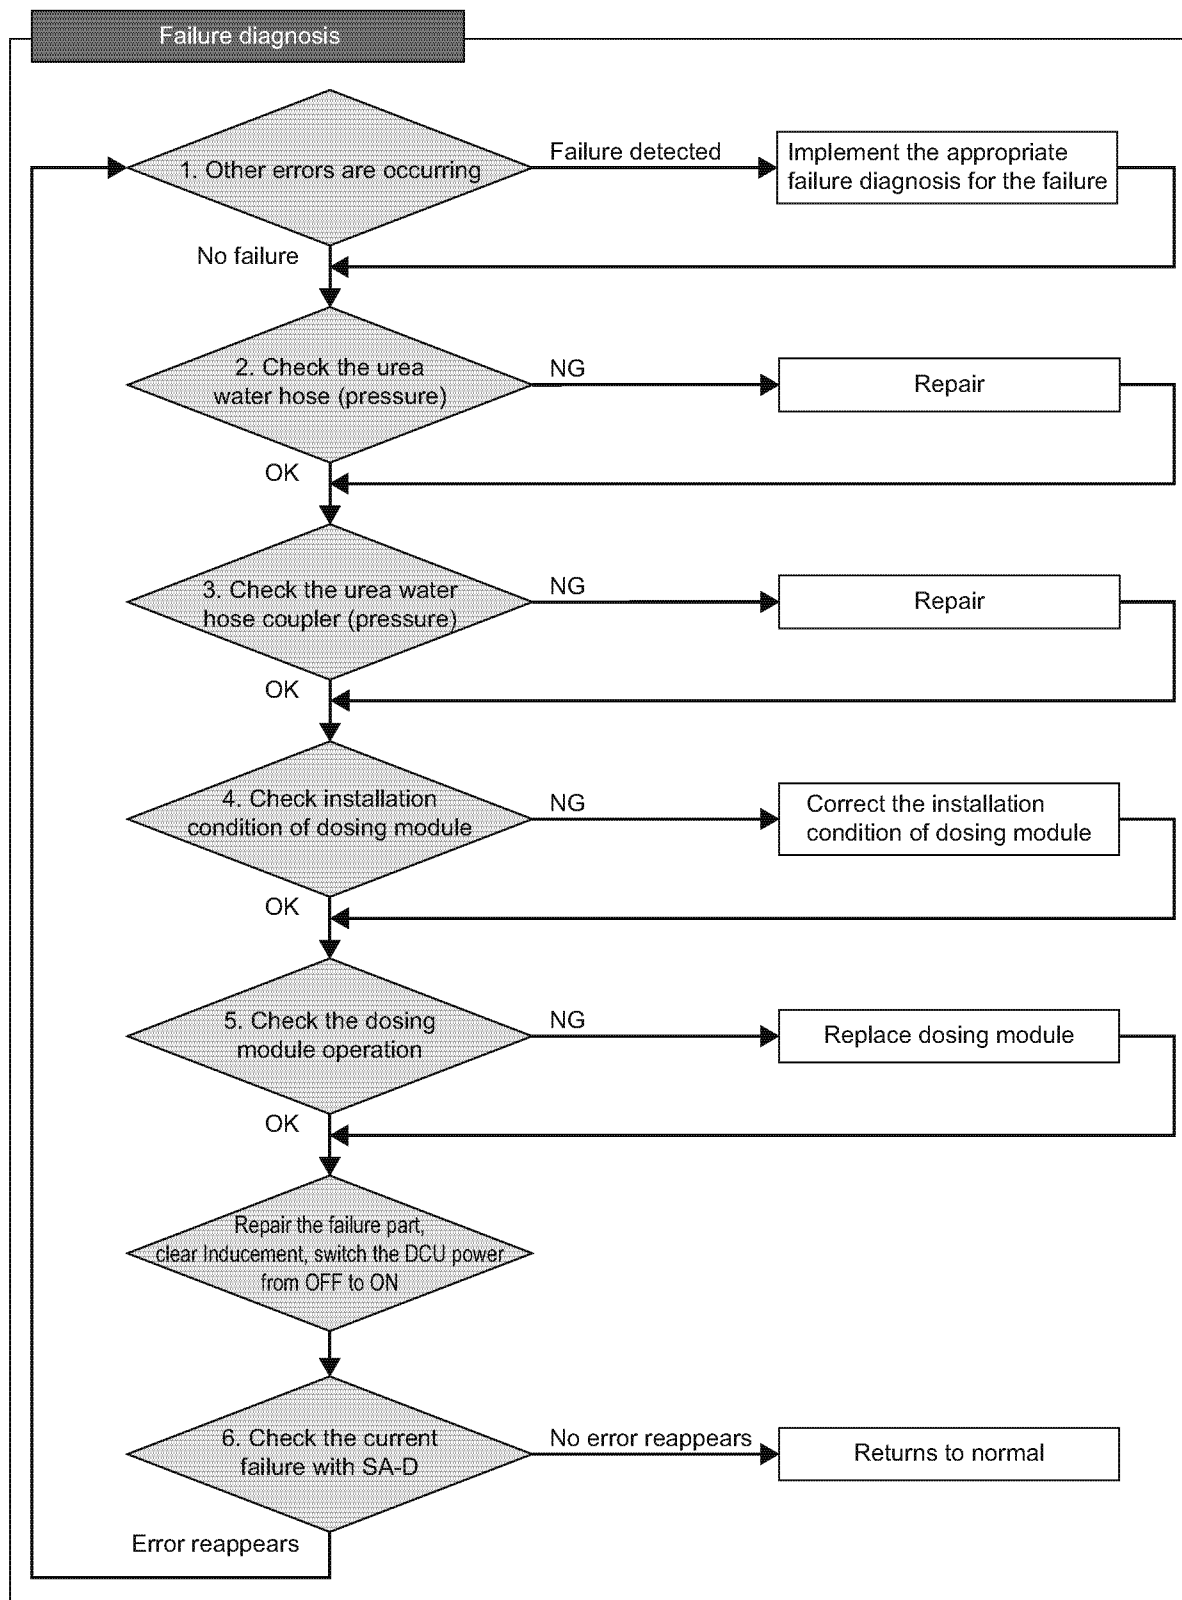 Failure diagnosis
1. Other errors are occurring
Failure detected
Implement the appropriate
failure diagnosis for the failure
No failure
2. Check the urea
water hose (pressure)
NG
Repair
OK
3. Check the urea water
hose coupler (pressure)
NG
Repair
OK
4. Check installation
condition of dosing module
NG
Correct the installation
condition of dosing module
OK
5. Check the dosing
module operation
NG
Replace dosing module
OK
Repair the failure part,
clear Inducement, switch the DCU power
from OFF to ON
6. Check the current
failure with SA-D
No error reappears
Returns to normal
Error reappears